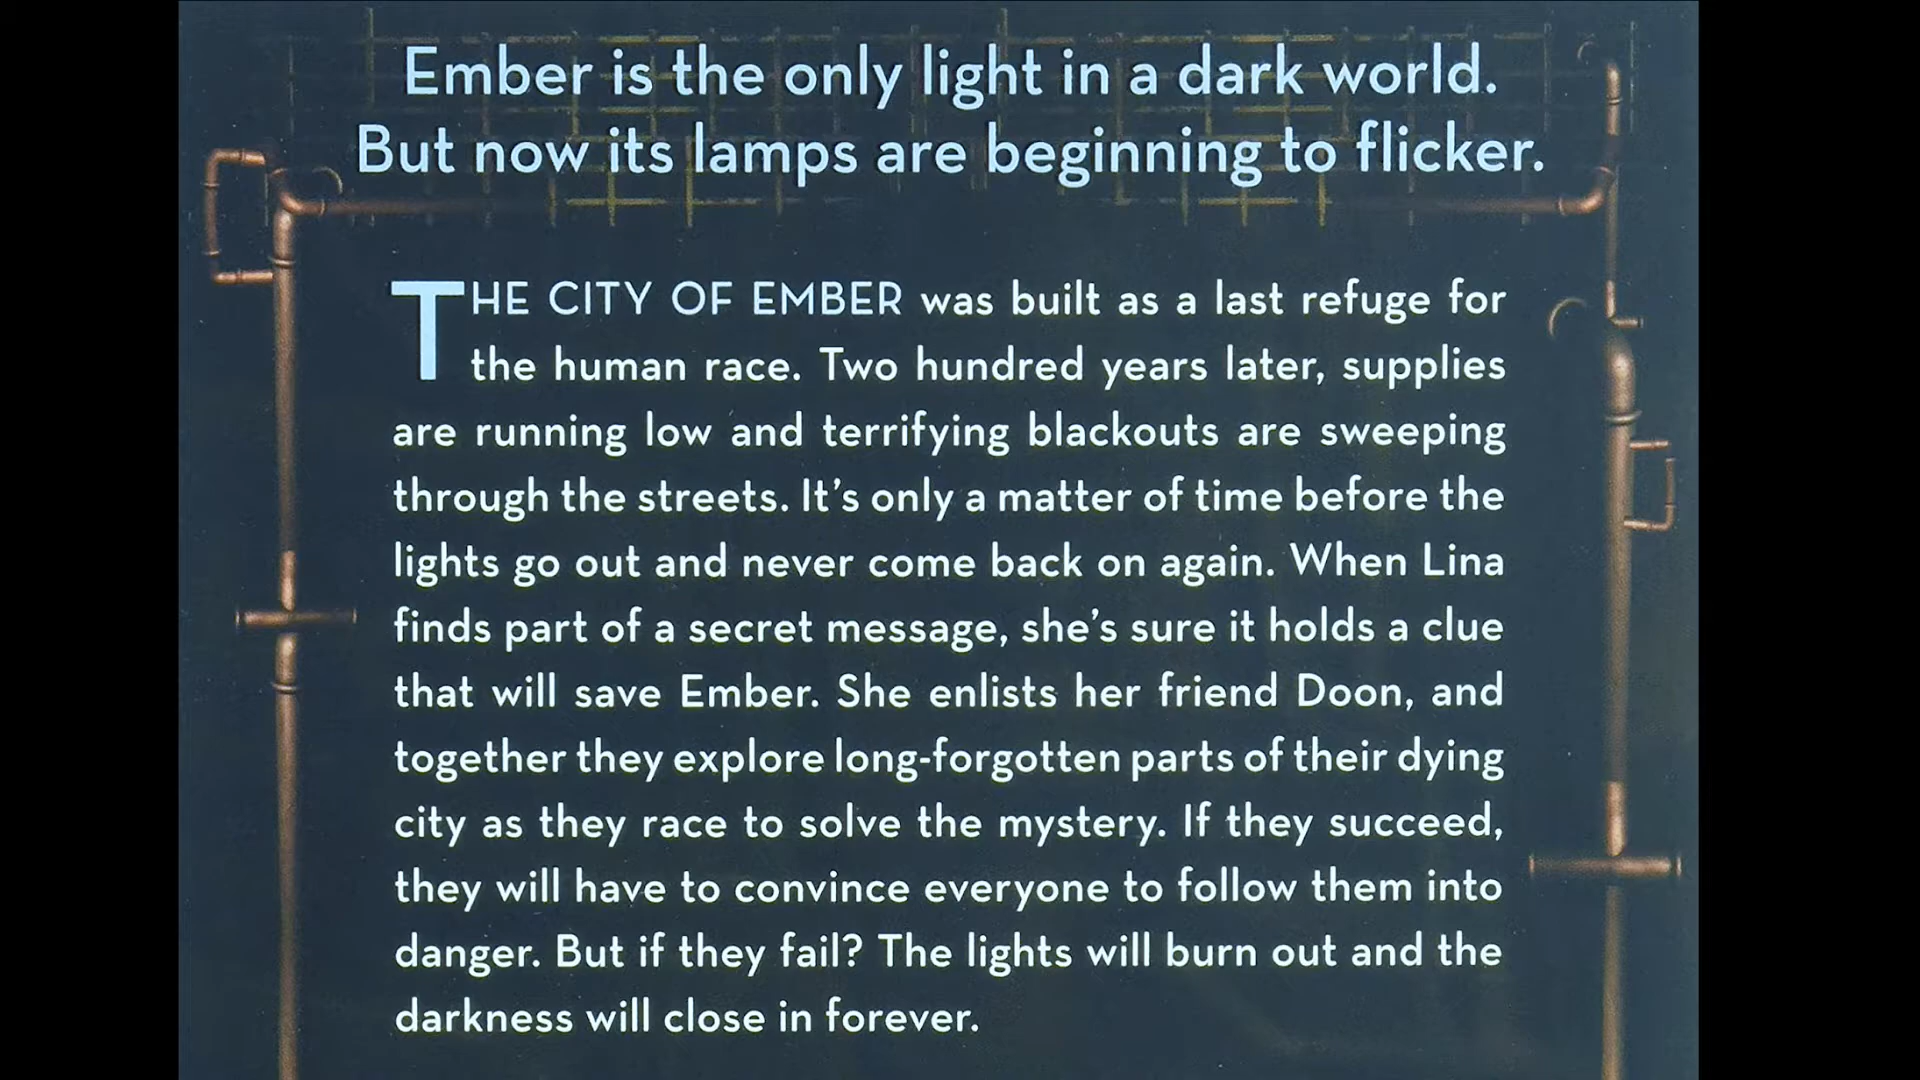 Ember is the only light in a dark world.
But now its lamps are beginning to flicker.
THE CITY OF EMBER was built as a last refuge for
the human race. Two hundred years later, supplies
are running low and terrifying blackouts are sweeping
through the streets. It's only a matter of time before the
lights go out and never come back on again. When Lina
finds part of a secret message, she's sure it holds a clue
that will save Ember. She enlists her friend Doon, and
together they explore long-forgotten parts of their dying
city as they race to solve the mystery. If they succeed,
they will have to convince everyone to follow them into
danger. But if they fail? The lights will burn out and the
darkness will close in forever.